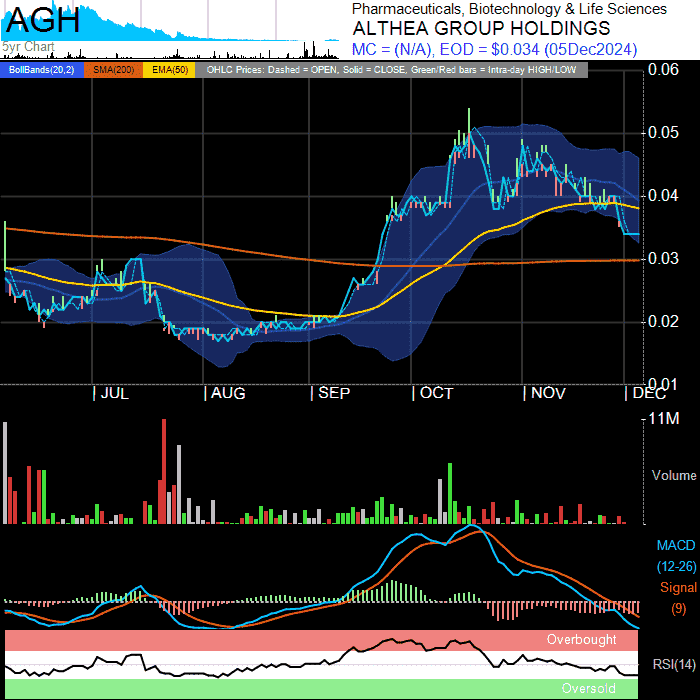 AGH
5yr Chart
Pharmaceuticals, Biotechnology & Life Sciences
ALTHEA GROUP HOLDINGS
MC = (N/A), EOD = $0.034 (05Dec2024)
BollBands(20,2) SMA(200) EMA(50) OHLC Prices: Dashed = OPEN, Solid = CLOSE, Green/Red bars = Intra-day HIGH/LOW
0.06
0.05
0.04
0.03
0.02
0.01
JUL AUG SEP OCT NOV DEC
11M
Volume
MACD
(12-26)
Signal
(9)
Overbought
RSI(14)
Oversold